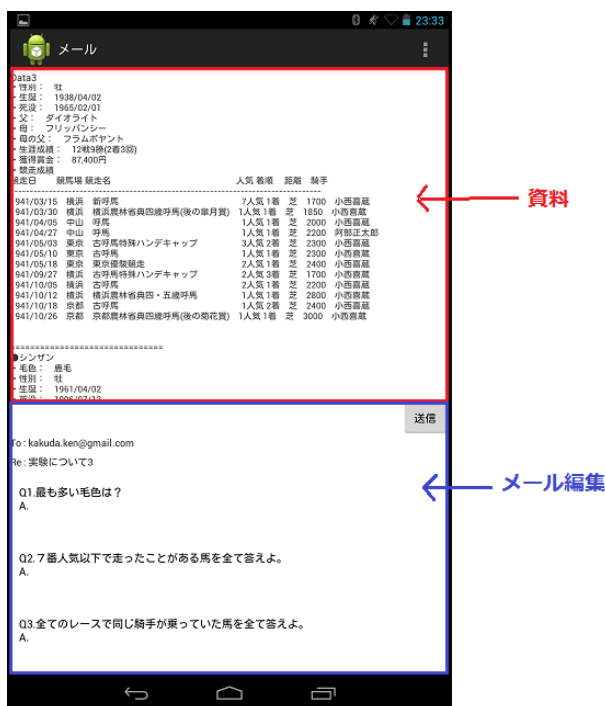 23:33
メール
Data3
・性別： 牡
・生誕： 1938/04/02
・死没： 1965/02/01
・父： ダイオライト
・母： フリッパンシー
・母の父： フラムボヤント
・生涯成績： 12戦9勝(2着3回)
・獲得賞金： 87,400円
・競走成績
競走日 競馬場 競走名 人気 着順 距離 騎手
941/03/15 横浜 新呼馬 7人気 1着 芝 1700 小西喜蔵
941/03/30 横浜 横浜農林省典四歳呼馬(後の皐月賞) 1人気 1着 芝 1850 小西喜蔵
941/04/05 中山 呼馬 1人気 1着 芝 2000 小西喜蔵
941/04/27 中山 呼馬 1人気 1着 芝 2200 阿部正太郎
941/05/03 東京 古呼馬特殊ハンデキャップ 3人気 2着 芝 2300 小西喜蔵
941/05/10 東京 古呼馬 1人気 1着 芝 2300 小西喜蔵
941/05/18 東京 東京優駿競走 2人気 1着 芝 2400 小西喜蔵
941/09/27 横浜 古呼馬特殊ハンデキャップ 2人気 3着 芝 1700 小西喜蔵
941/10/05 横浜 古呼馬 2人気 1着 芝 2200 小西喜蔵
941/10/12 横浜 横浜農林省典四・五歳呼馬 1人気 1着 芝 2800 小西喜蔵
941/10/18 京都 古呼馬 1人気 2着 芝 2400 小西喜蔵
941/10/26 京都 京都農林省典四歳呼馬(後の菊花賞) 1人気 1着 芝 3000 小西喜蔵
==============================
●シンザン
・毛色： 鹿毛
・性別： 牡
・生誕： 1961/04/02
・死没： 1996/07/13
資料
送信
To : kakuda.ken@gmail.com
Re : 実験について3
メール編集
Q1.最も多い毛色は？
A.
Q2.７番人気以下で走ったことがある馬を全て答えよ。
A.
Q3.全てのレースで同じ騎手が乗っていた馬を全て答えよ。
A.